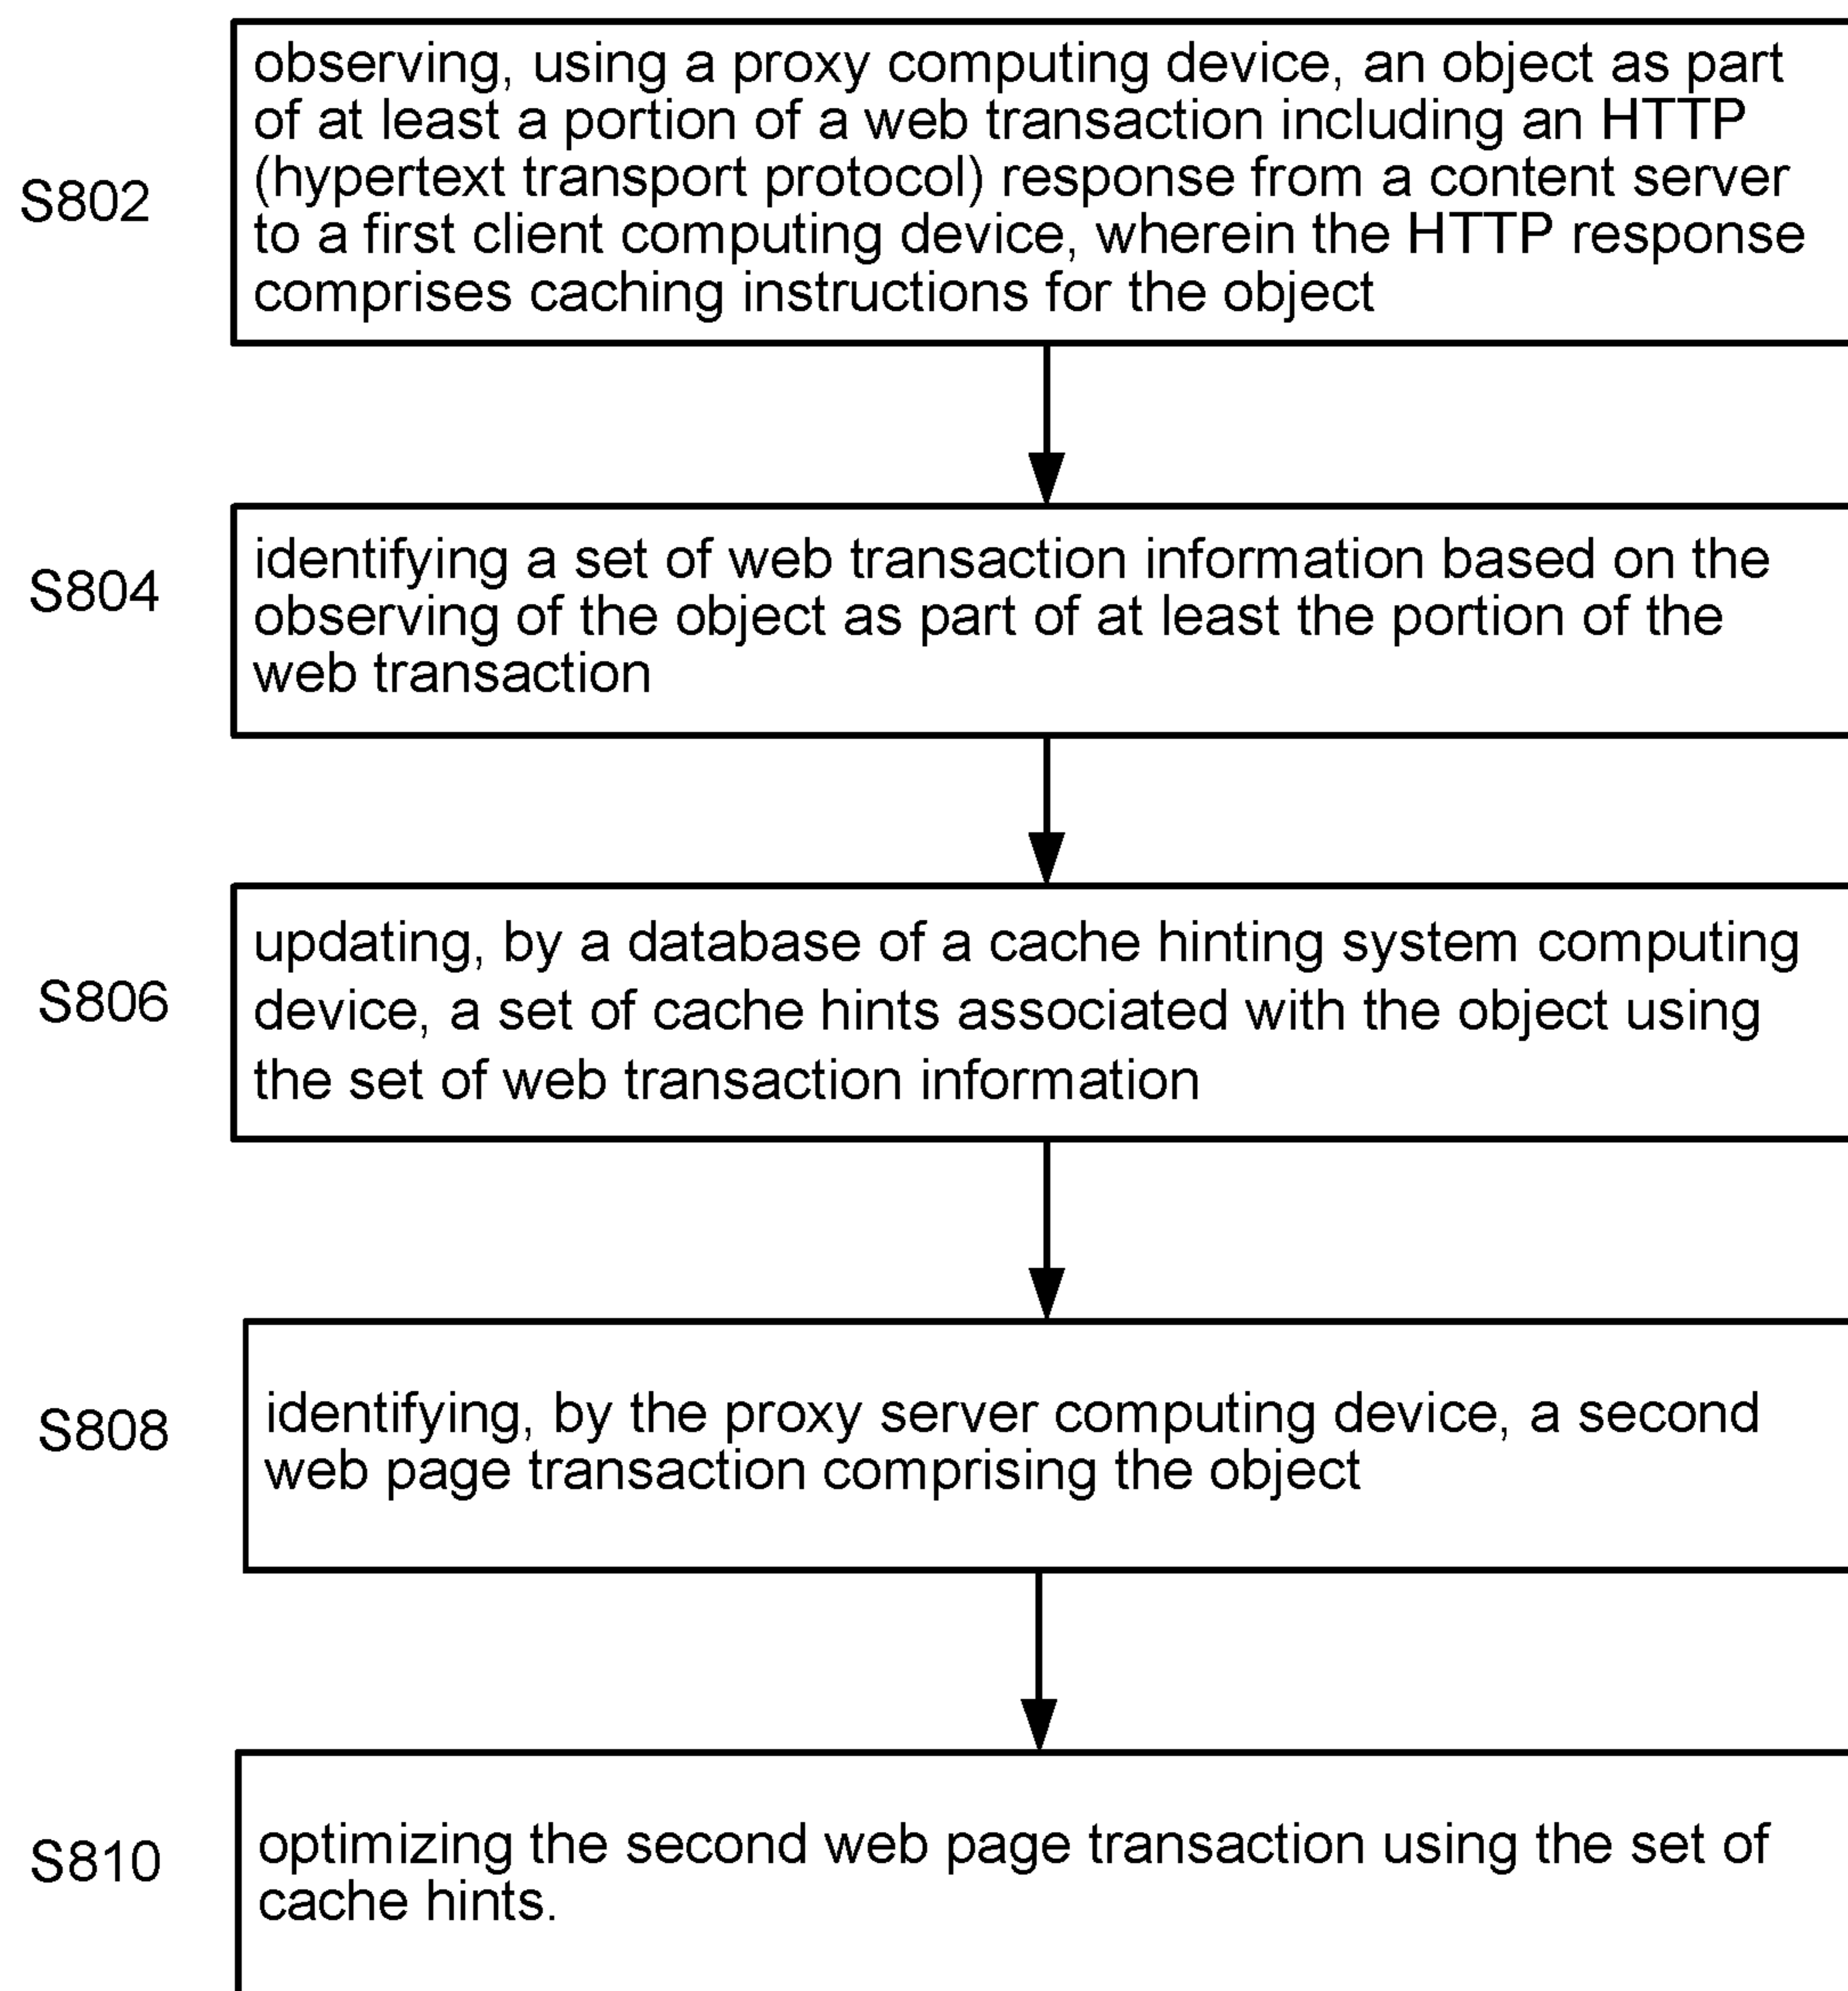 observing, using a proxy computing device, an object as part
of at least a portion of a web transaction including an HTTP
(hypertext transport protocol) response from a content server
S802
to a first client computing device, wherein the HTTP response
comprises caching instructions for the object
identifying a set of web transaction information based on the
S804
observing of the object as part of at least the portion of the
web transaction
updating, by a database of a cache hinting system computing
S806
device, a set of cache hints associated with the object using
the set of web transaction information
S808
identifying, by the proxy server computing device, a second
web page transaction comprising the object
S810
optimizing the second web page transaction using the set of
cache hints.